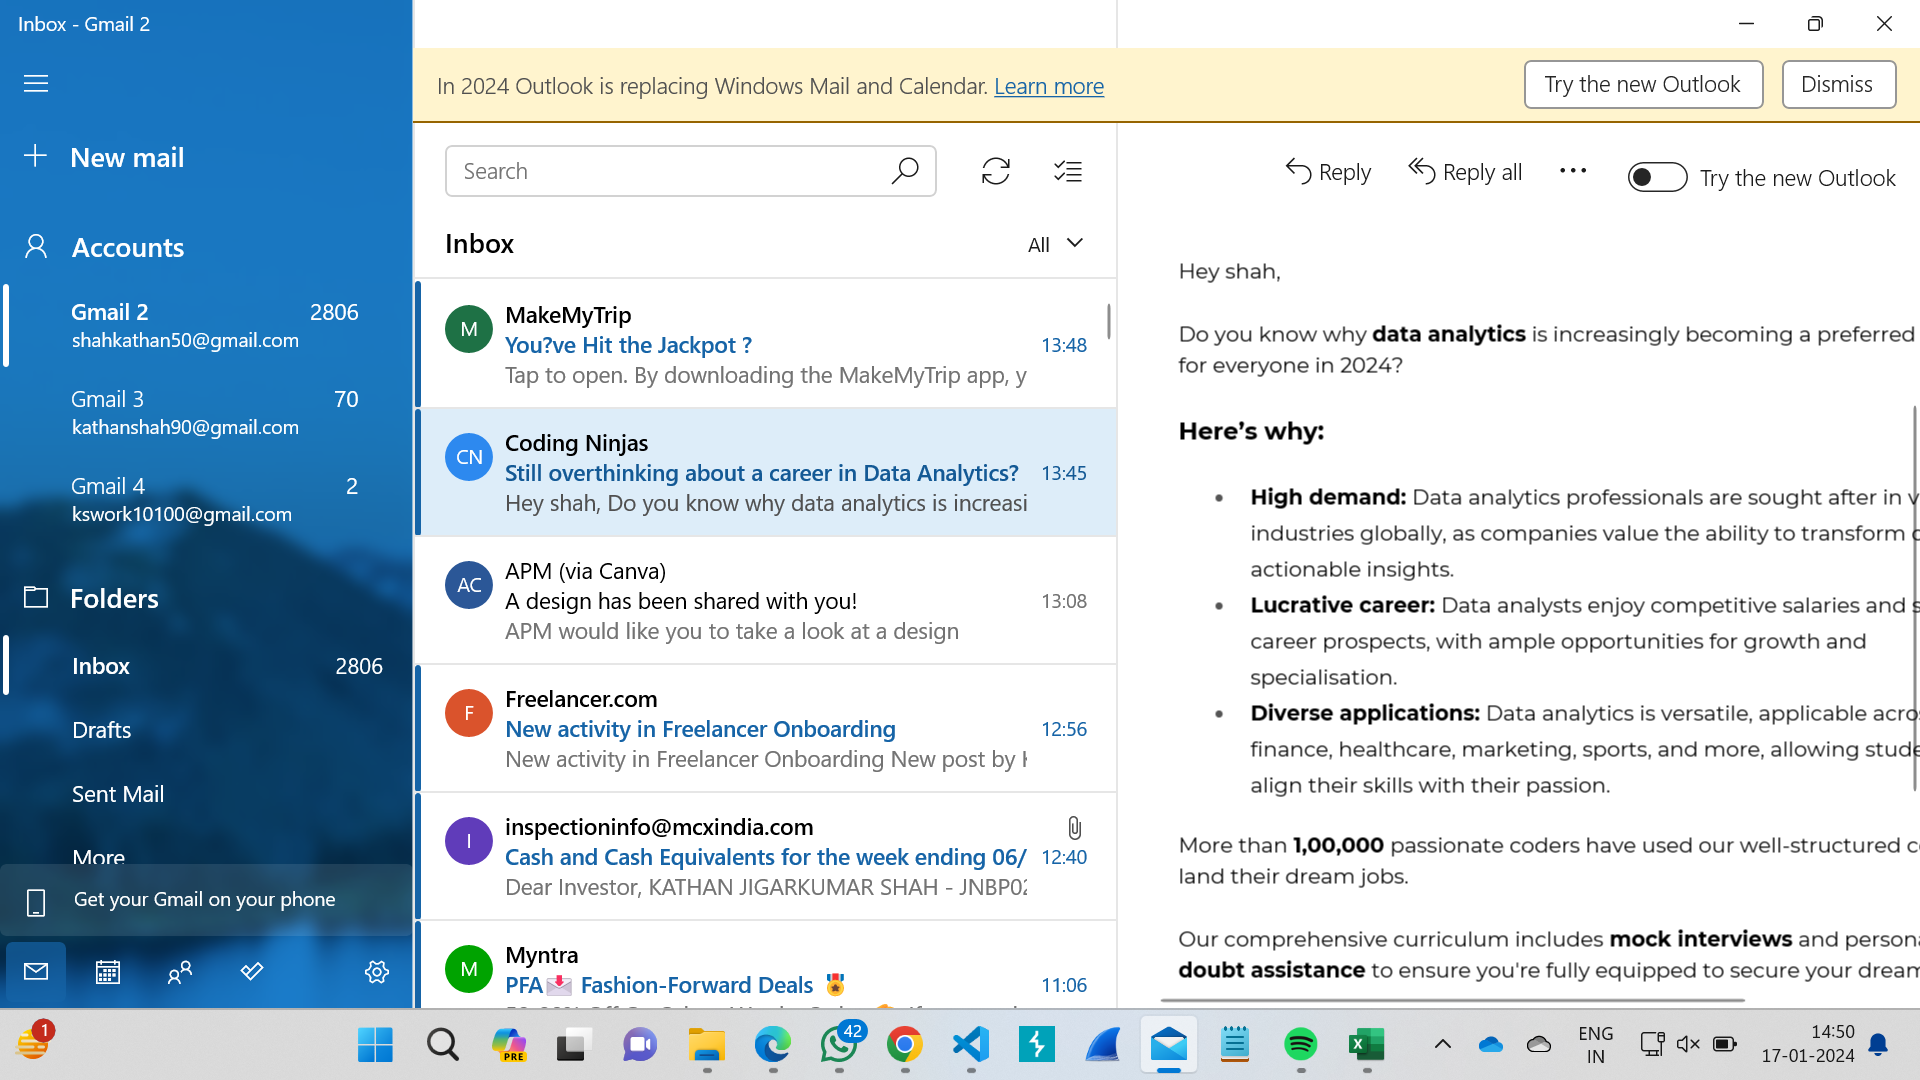 Inbox - Gmail 2
In 2024 Outlook is replacing Windows Mail and Calendar. Learn more
Try the new Outlook
Dismiss
New mail
Accounts
Gmail 2 2806
shahkathan50@gmail.com
Gmail 3 70
kathanshah90@gmail.com
Gmail 4 2
kswork10100@gmail.com
Folders
Inbox 2806
Drafts
Sent Mail
More
Get your Gmail on your phone
Search
Inbox
All
M
MakeMyTrip
You?ve Hit the Jackpot ? 13:48
Tap to open. By downloading the MakeMyTrip app, y
CN
Coding Ninjas
Still overthinking about a career in Data Analytics? 13:45
Hey shah, Do you know why data analytics is increasi
AC
APM (via Canva)
A design has been shared with you! 13:08
APM would like you to take a look at a design
F
Freelancer.com
New activity in Freelancer Onboarding 12:56
New activity in Freelancer Onboarding New post by
I
inspectioninfo@mcxindia.com
Cash and Cash Equivalents for the week ending 06/ 12:40
Dear Investor, KATHAN JIGARKUMAR SHAH - JNBP02
M
Myntra
PFA📩 Fashion-Forward Deals 🏅 11:06
Reply
Reply all
Try the new Outlook
Hey shah,
Do you know why data analytics is increasingly becoming a preferred
for everyone in 2024?
Here’s why:
• High demand: Data analytics professionals are sought after in v
industries globally, as companies value the ability to transform
actionable insights.
• Lucrative career: Data analysts enjoy competitive salaries and s
career prospects, with ample opportunities for growth and
specialisation.
• Diverse applications: Data analytics is versatile, applicable acro
finance, healthcare, marketing, sports, and more, allowing stude
align their skills with their passion.
More than 1,00,000 passionate coders have used our well-structured
land their dream jobs.
Our comprehensive curriculum includes mock interviews and persona
doubt assistance to ensure you're fully equipped to secure your dream
1
PRE
42
X
ENG
IN
14:50
17-01-2024